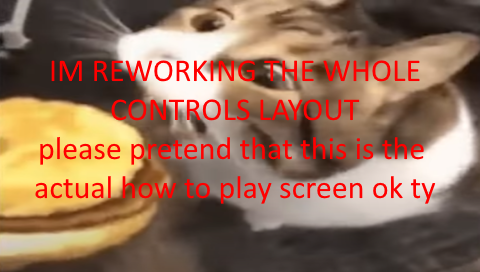 IM REWORKING THE WHOLE
CONTROLS LAYOUT
please pretend that this is the
actual how to play screen ok ty